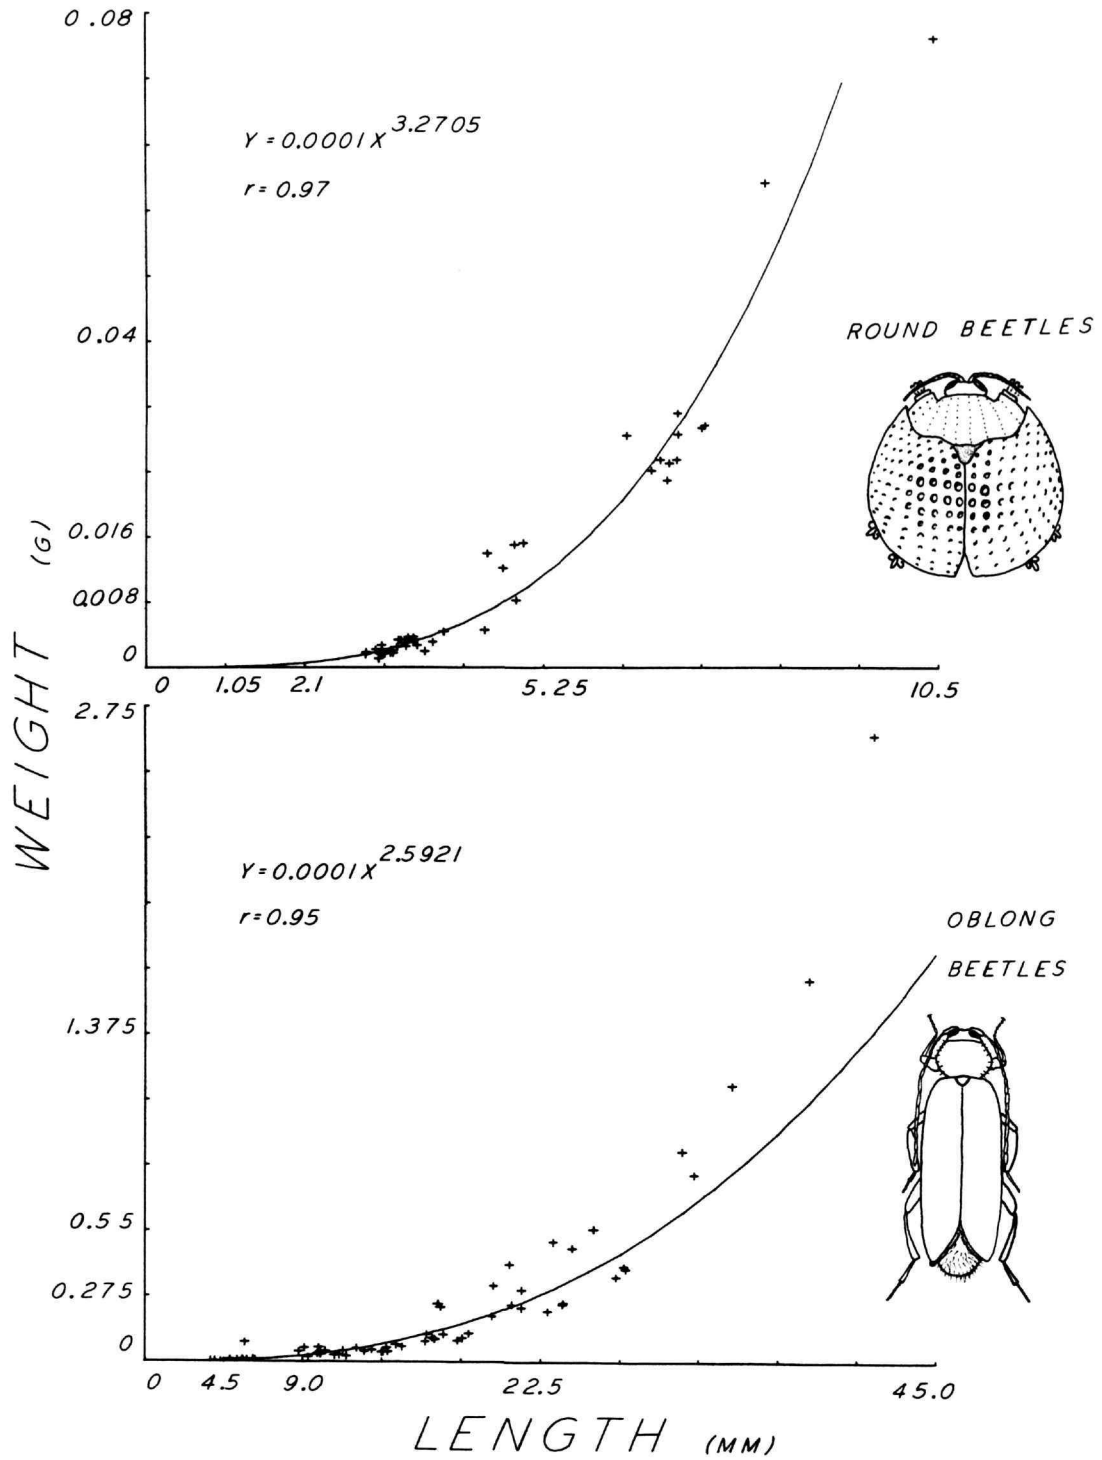 0.08
Y = 0.0001X^3.2705
r = 0.97
0.04
ROUND BEETLES
0.016
0.008
0
0 1.05 2.1 5.25 10.5
WEIGHT (G)
2.75
Y = 0.0001X^2.5921
r = 0.95
OBLONG
BEETLES
1.375
0.55
0.275
0
0 4.5 9.0 22.5 45.0
LENGTH (MM)